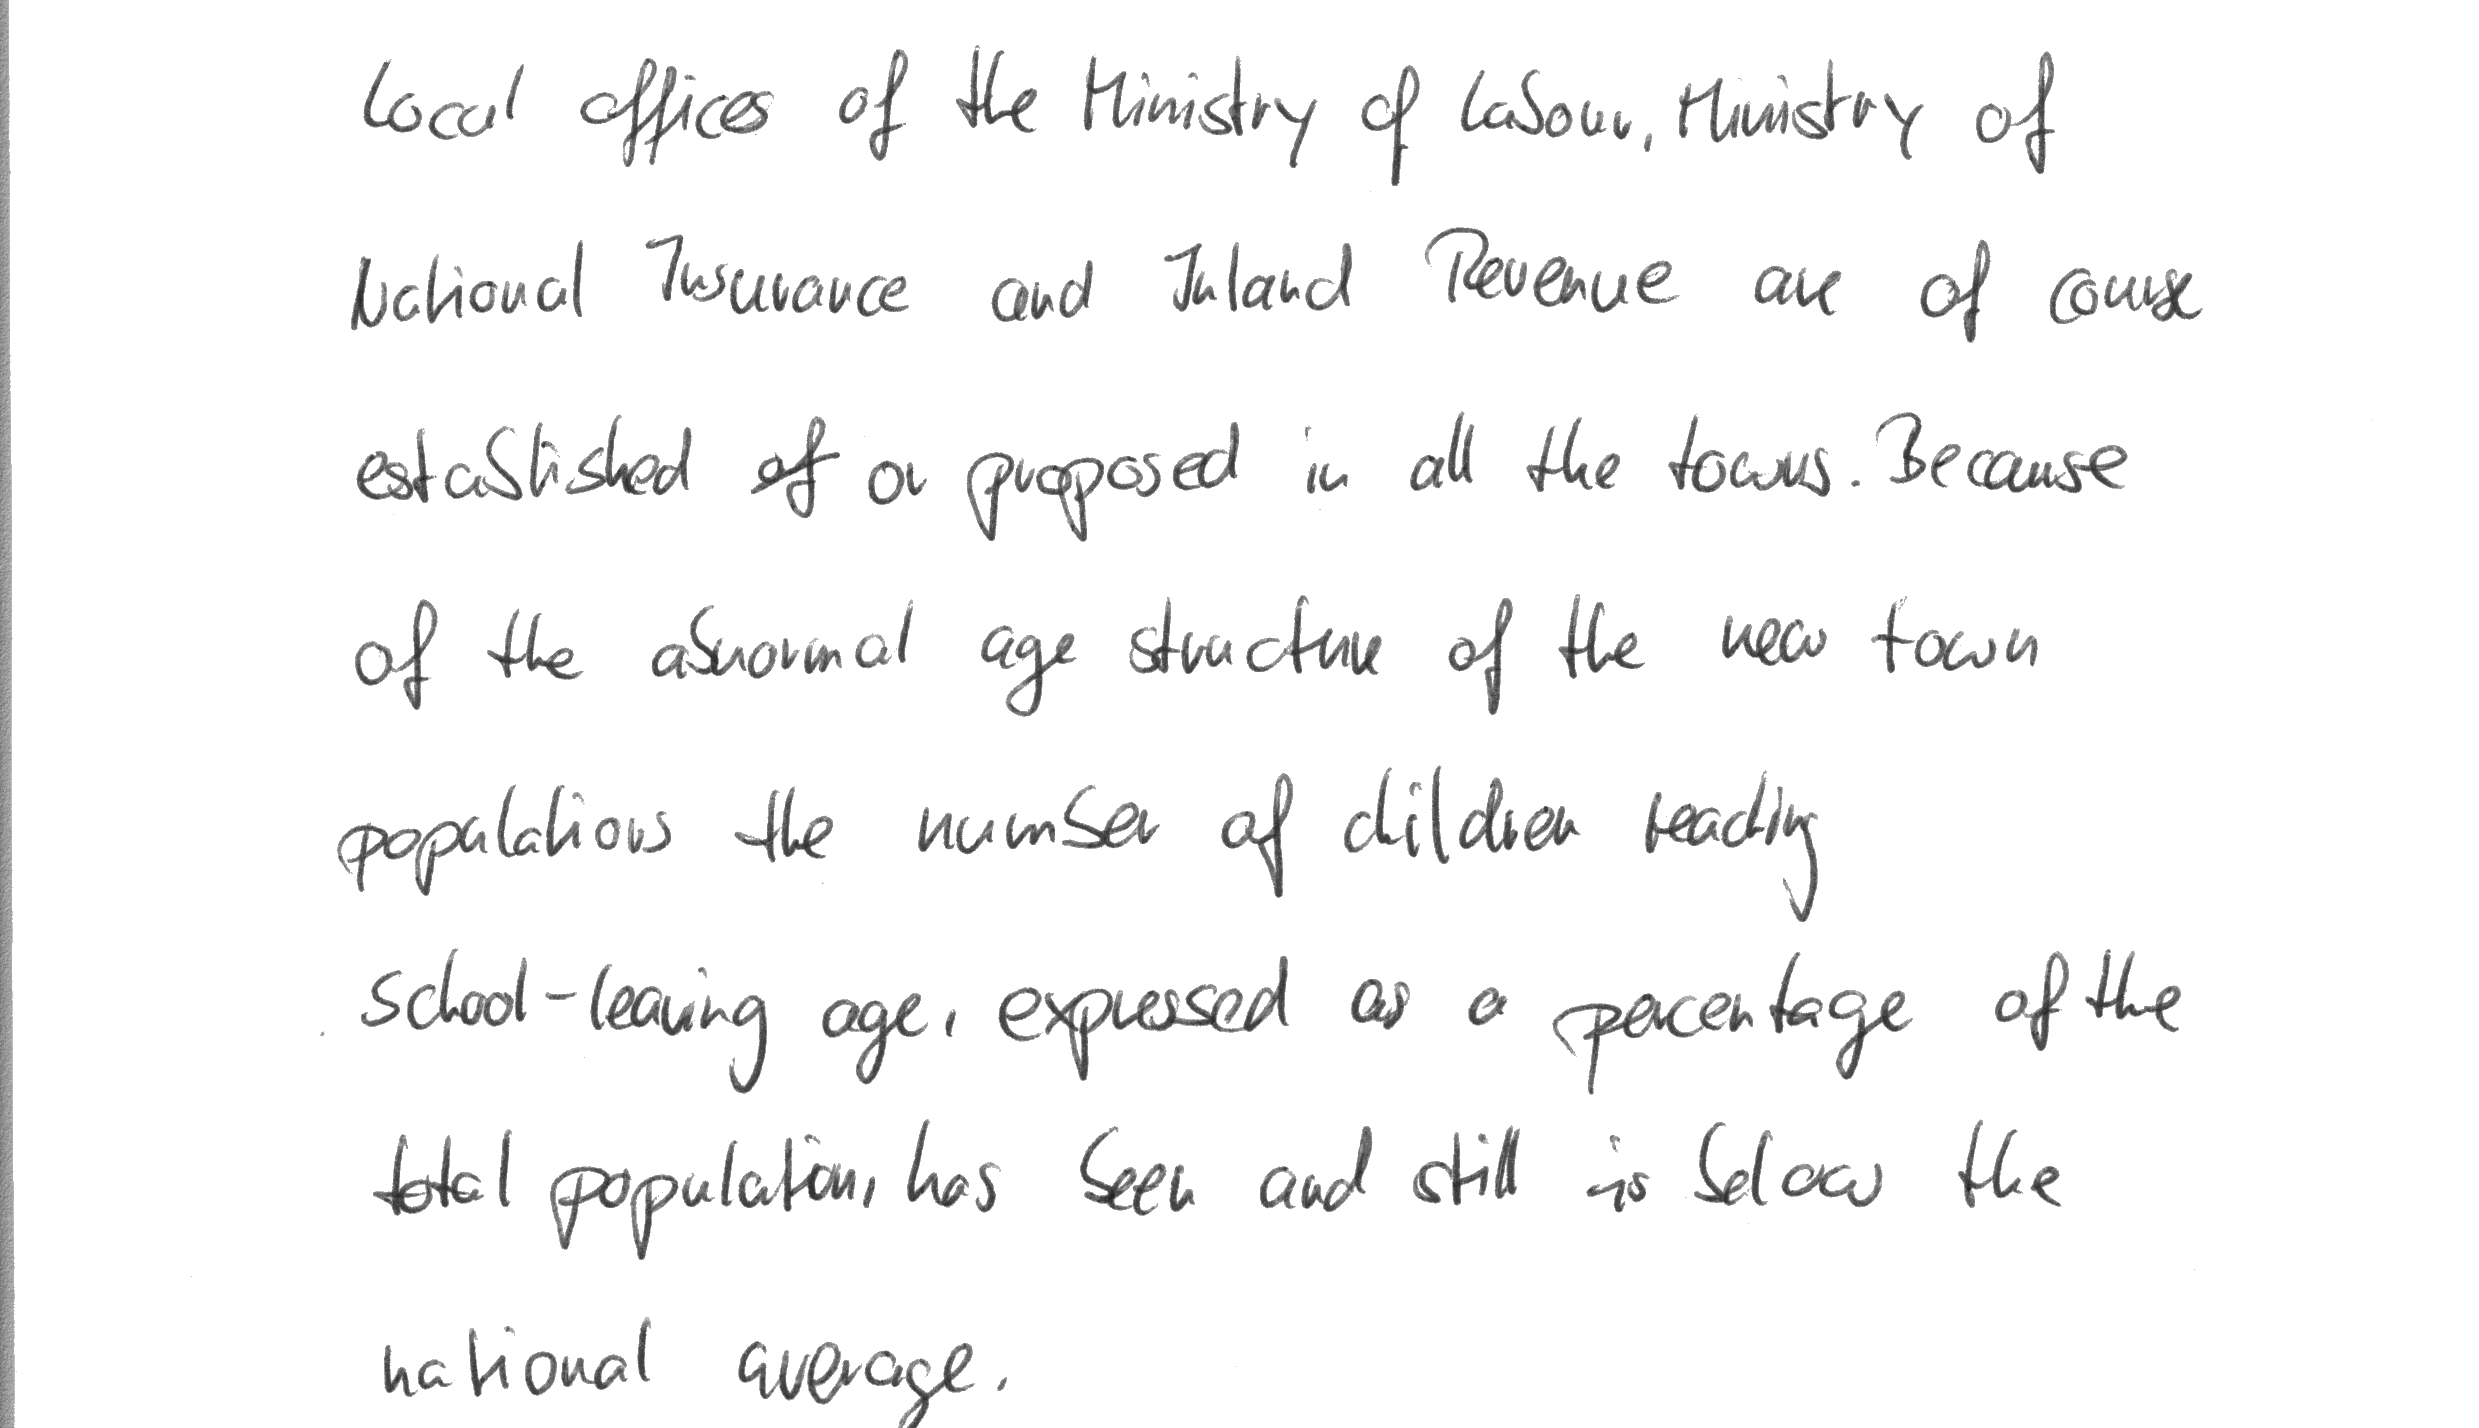 Local offices of the Ministry of Labour, Ministry of
National Insurance and Inland Revenue are of course
established of or proposed in all the towns. Because
of the abnormal age structure of the new town
populations the number of children reading
school-leaving age, expressed as a percentage of the
total population, has been and still is below the
national average.